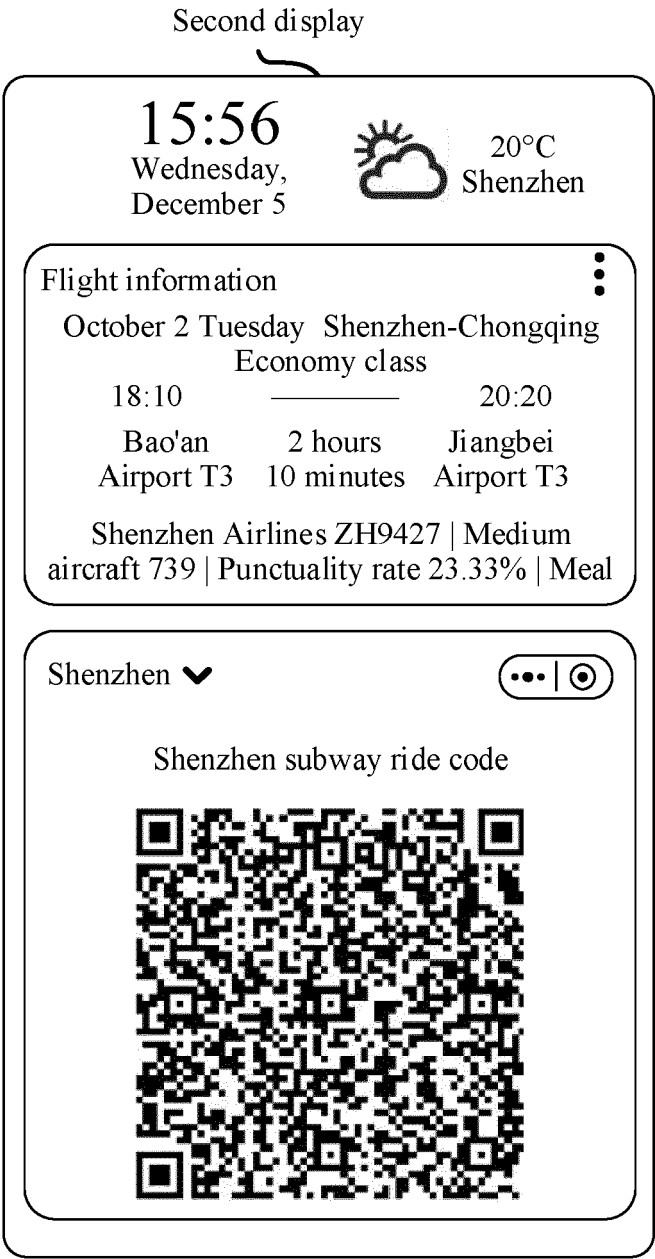 Second display
15:56
Wednesday,
December 5
20°C
Shenzhen
Flight information
October 2 Tuesday Shenzhen-Chongqing
Economy class
18:10
20:20
Bao'an
Airport T3
2 hours
10 minutes
Jiangbei
Airport T3
Shenzhen Airlines ZH9427 | Medium
aircraft 739 | Punctuality rate 23.33% | Meal
Shenzhen
Shenzhen subway ride code